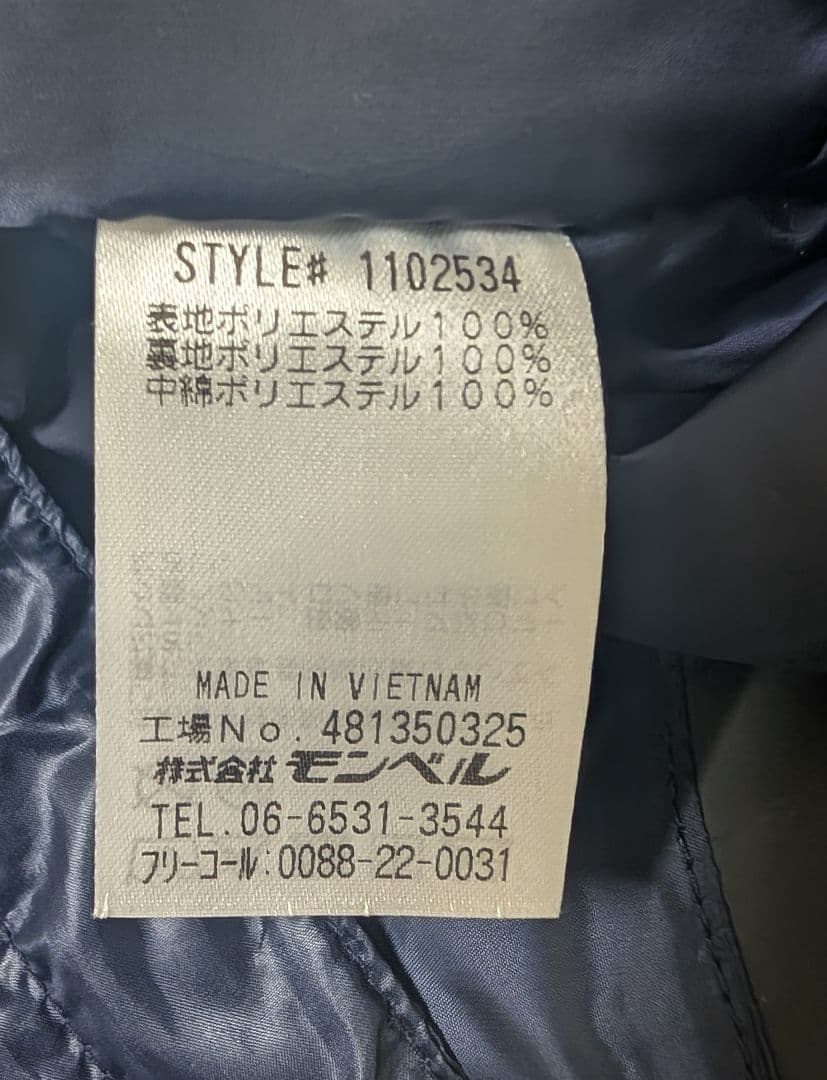 STYLE# 1102534
表地ポリエステル１００％
裏地ポリエステル１００％
中綿ポリエステル１００％
MADE IN VIETNAM
工場Ｎｏ．481350325
株式会社モンベル
TEL.06-6531-3544
フリーコール:0088-22-0031